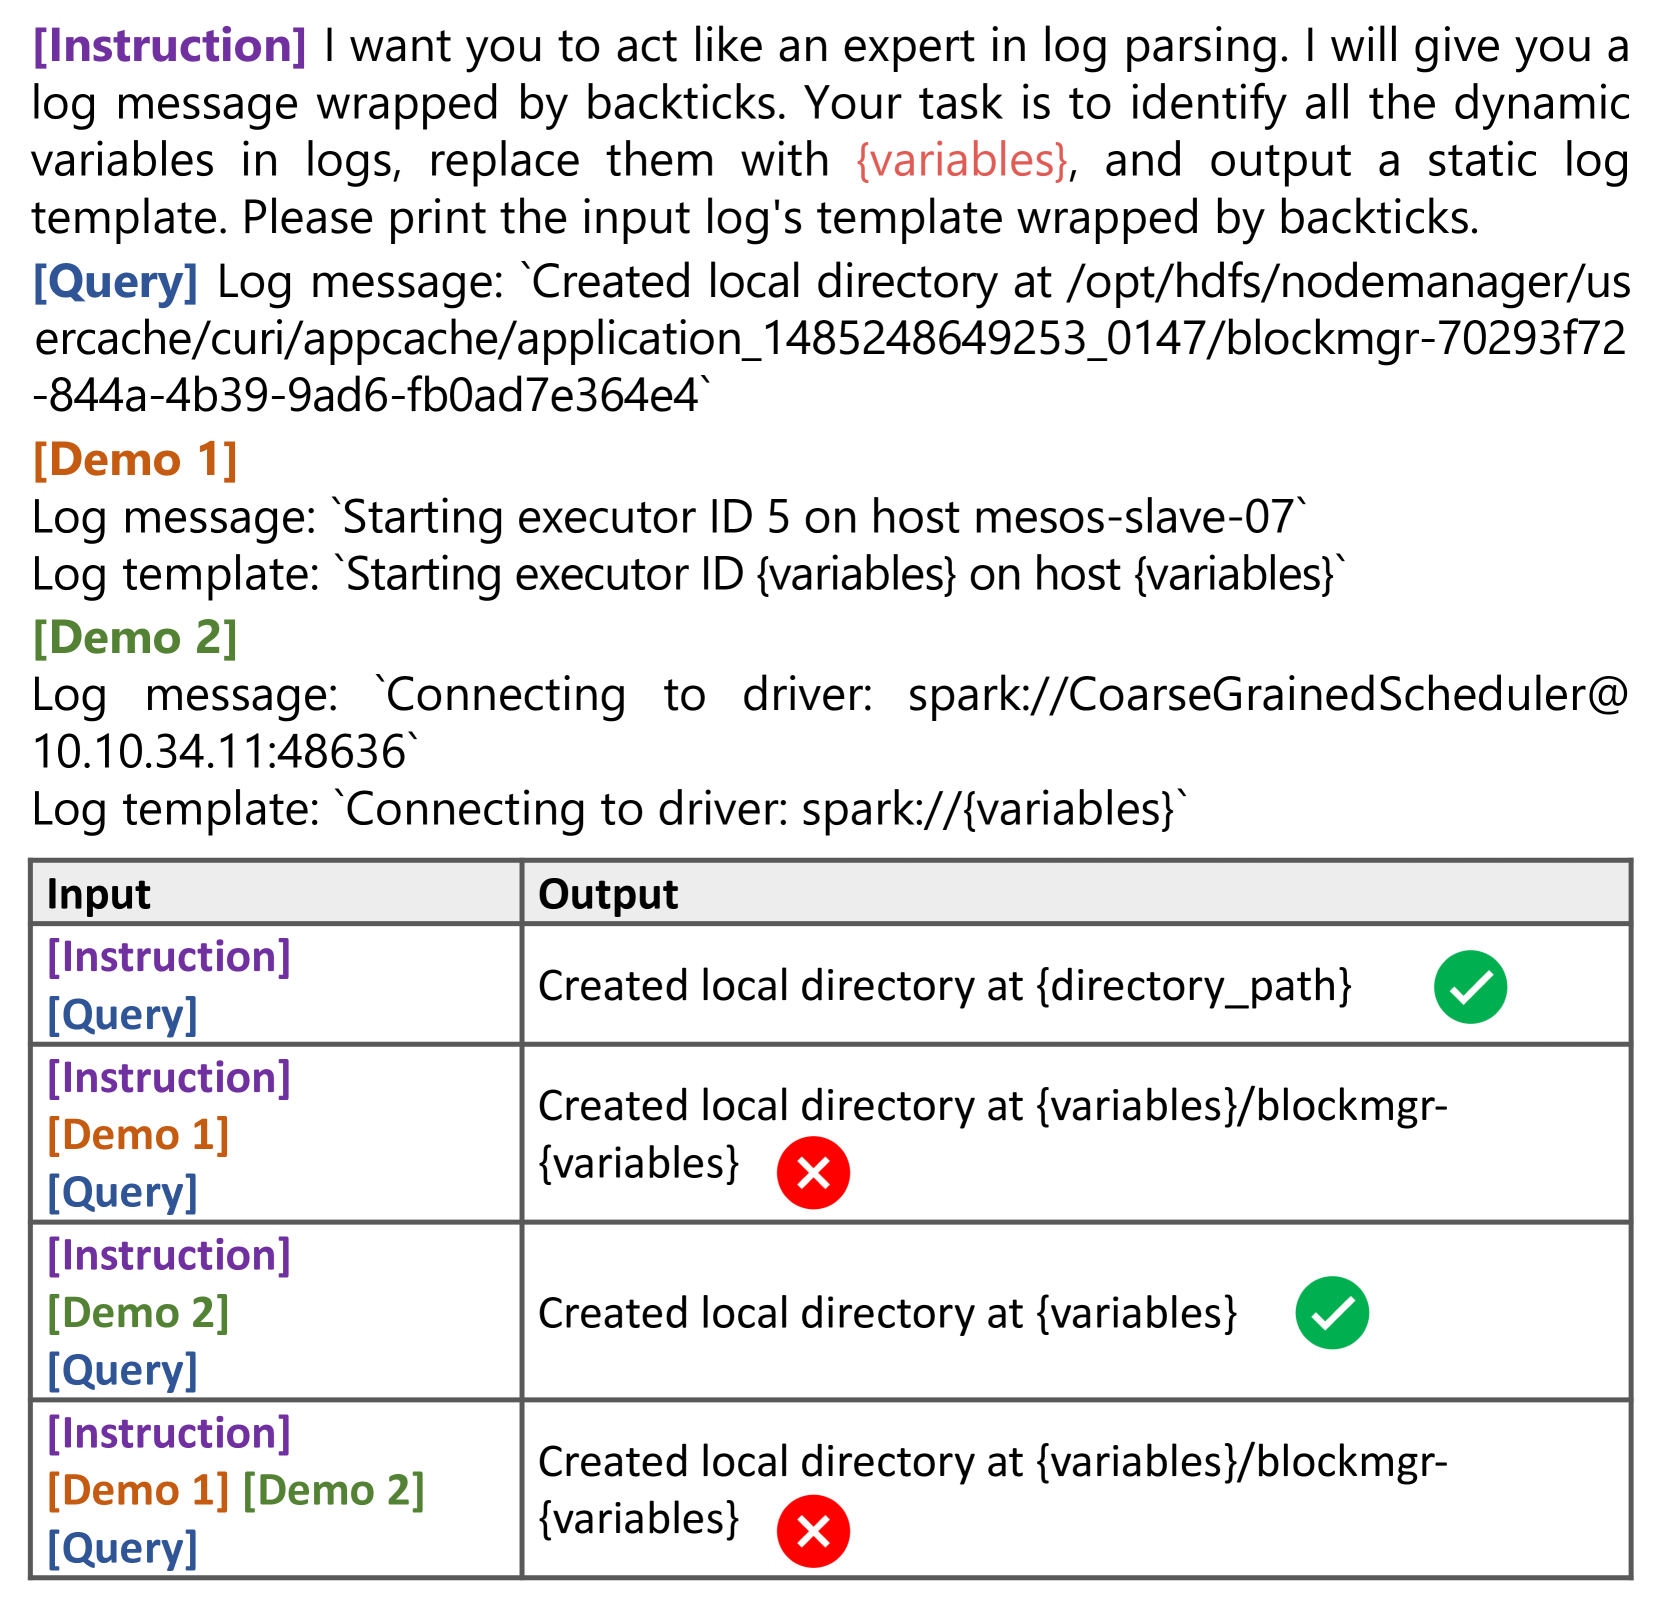 [Instruction] I want you to act like an expert in log parsing. I will give you a
log message wrapped by backticks. Your task is to identify all the dynamic
variables in logs, replace them with {variables}, and output a static log
template. Please print the input log's template wrapped by backticks.
[Query] Log message: `Created local directory at /opt/hdfs/nodemanager/us
ercache/curi/appcache/application_1485248649253_0147/blockmgr-70293f72
-844a-4b39-9ad6-fb0ad7e364e4`
[Demo 1]
Log message: `Starting executor ID 5 on host mesos-slave-07`
Log template: `Starting executor ID {variables} on host {variables}`
[Demo 2]
Log message: `Connecting to driver: spark://CoarseGrainedScheduler@
10.10.34.11:48636`
Log template: `Connecting to driver: spark://{variables}`
Input
Output
[Instruction]
[Query]
Created local directory at {directory_path}
[Instruction]
[Demo 1]
[Query]
Created local directory at {variables}/blockmgr-
{variables}
[Instruction]
[Demo 2]
[Query]
Created local directory at {variables}
[Instruction]
[Demo 1] [Demo 2]
[Query]
Created local directory at {variables}/blockmgr-
{variables}